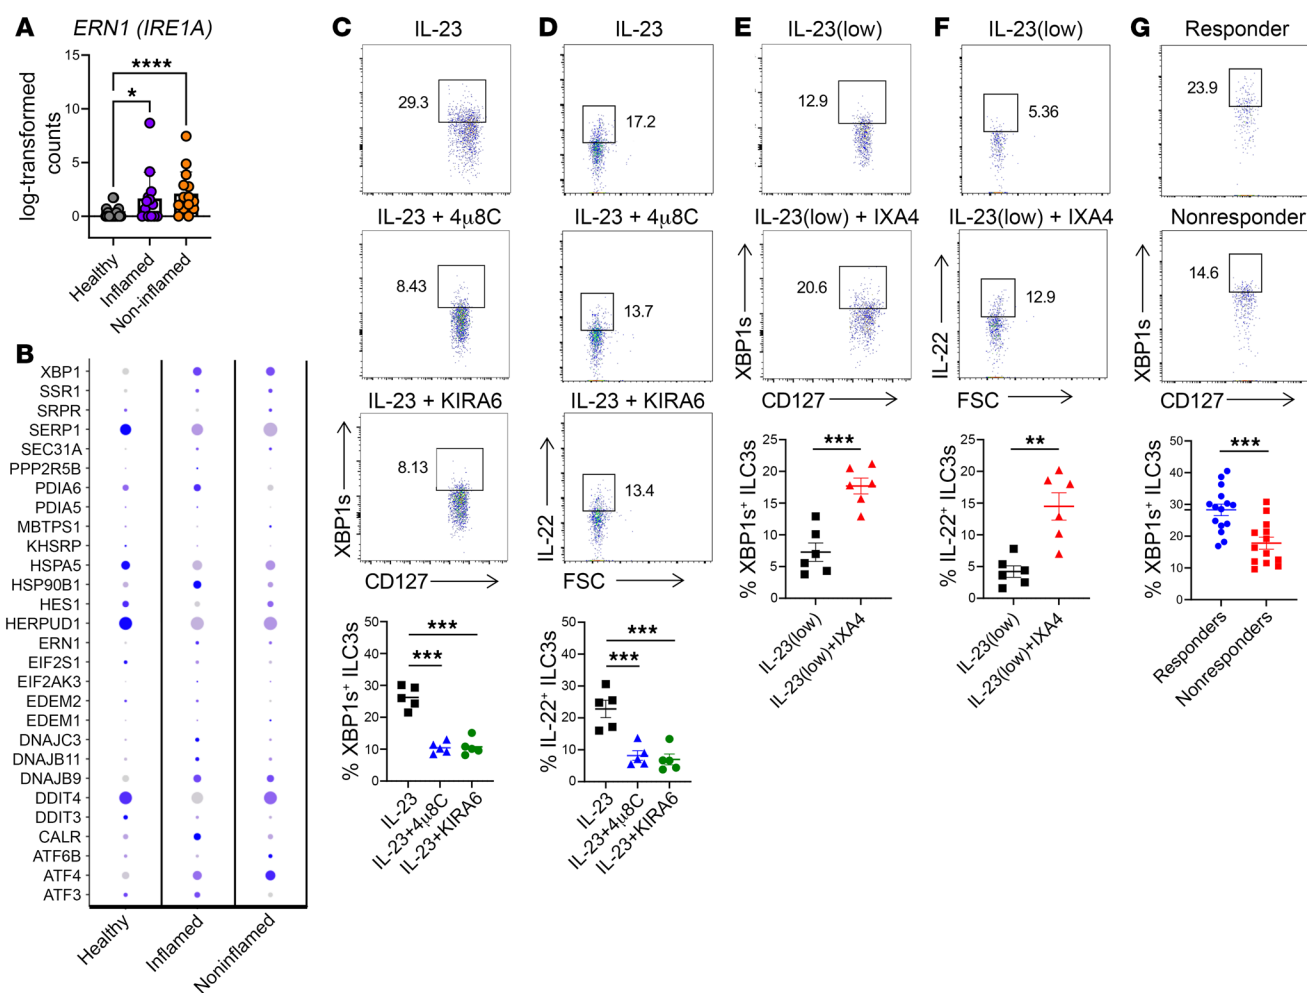 A
ERN1 (IRE1A)
log-transformed
counts
15
10
5
0
****
*
Healthy
Inflamed
Non-inflamed
B
XBP1
SSR1
SRPR
SERP1
SEC31A
PPP2R5B
PDIA6
PDIA5
MBTPS1
KHSRP
HSPA5
HSP90B1
HES1
HERPUD1
ERN1
EIF2S1
EIF2AK3
EDEM2
EDEM1
DNAJC3
DNAJB11
DNAJB9
DDIT4
DDIT3
CALR
ATF6B
ATF4
ATF3
Healthy
Inflamed
Noninflamed
C
IL-23
29.3
IL-23 + 4µ8C
8.43
IL-23 + KIRA6
8.13
XBP1s
CD127
% XBP1s+ ILC3s
50
40
30
20
10
0
***
***
IL-23
IL-23+4µ8C
IL-23+KIRA6
D
IL-23
17.2
IL-23 + 4µ8C
13.7
IL-23 + KIRA6
13.4
IL-22
FSC
% IL-22+ ILC3s
50
40
30
20
10
0
***
***
IL-23
IL-23+4µ8C
IL-23+KIRA6
E
IL-23(low)
12.9
IL-23(low) + IXA4
20.6
XBP1s
CD127
% XBP1s+ ILC3s
25
20
15
10
5
0
***
IL-23(low)
IL-23(low)+IXA4
F
IL-23(low)
5.36
IL-23(low) + IXA4
12.9
IL-22
FSC
% IL-22+ ILC3s
25
20
15
10
5
0
**
IL-23(low)
IL-23(low)+IXA4
G
Responder
23.9
Nonresponder
14.6
XBP1s
CD127
% XBP1s+ ILC3s
50
40
30
20
10
0
***
Responders
Nonresponders